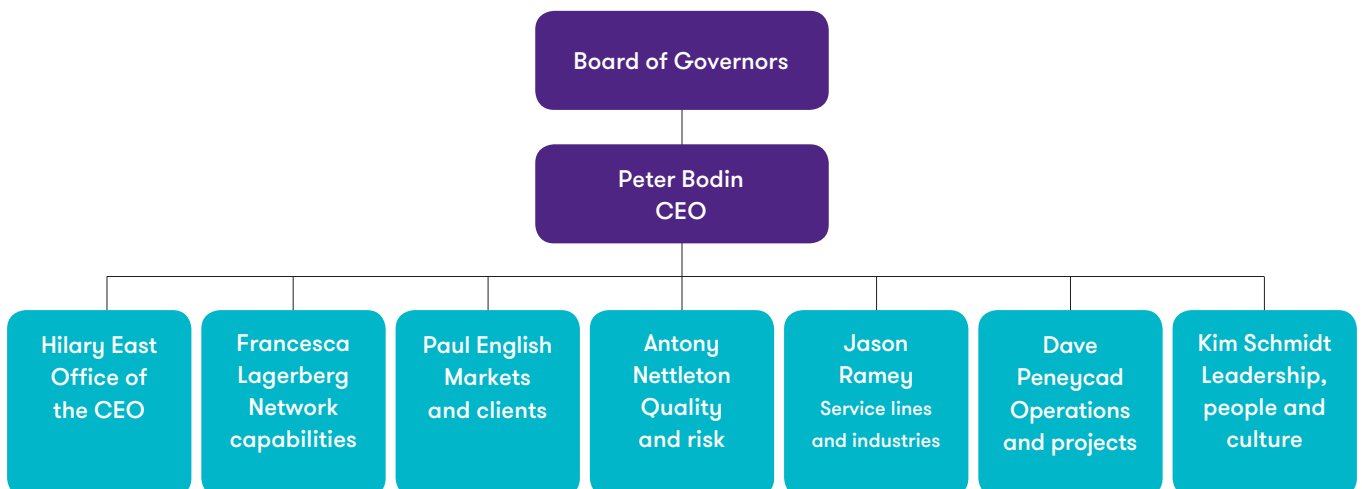 Board of Governors
Peter Bodin
CEO
Hilary East
Office of
the CEO
Francesca
Lagerberg
Network
capabilities
Paul English
Markets
and clients
Antony
Nettleton
Quality
and risk
Jason
Ramey
Service lines
and industries
Dave
Peneycad
Operations
and projects
Kim Schmidt
Leadership,
people and
culture